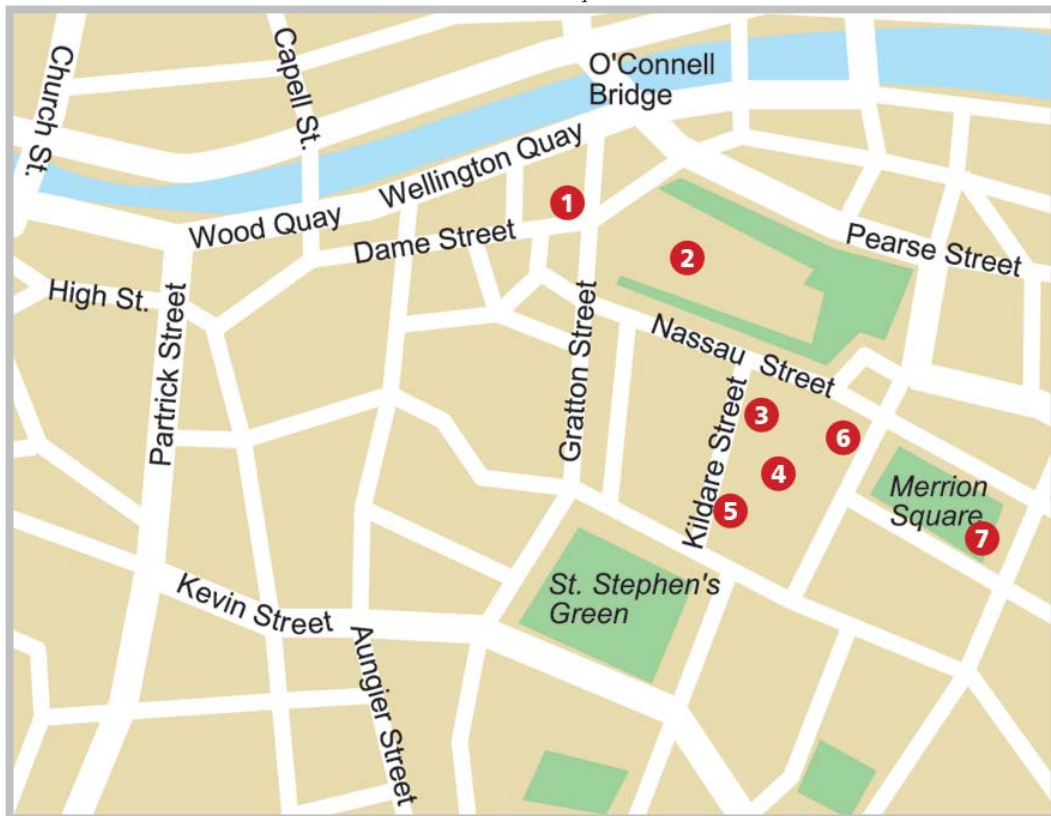 O'Connell
Bridge
Church St.
Capell St.
Wellington Quay
Wood Quay
1
Dame Street
2
Pearse Street
High St.
Partrick Street
Gratton Street
Nassau Street
Kildare Street
3
6
4
5
Merrion
Square
7
St. Stephen's
Green
Kevin Street
Aungier Street